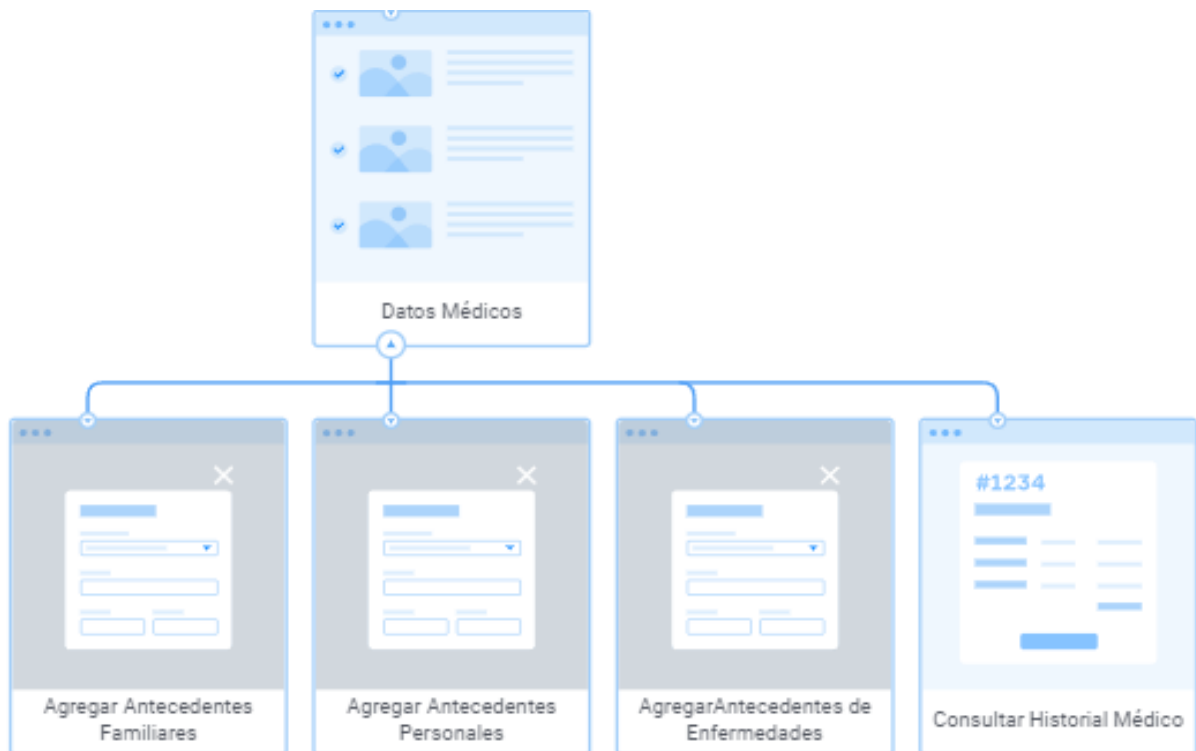 Datos Médicos
#1234
Agregar Antecedentes
Familiares
Agregar Antecedentes
Personales
AgregarAntecedentes de
Enfermedades
Consultar Historial Médico